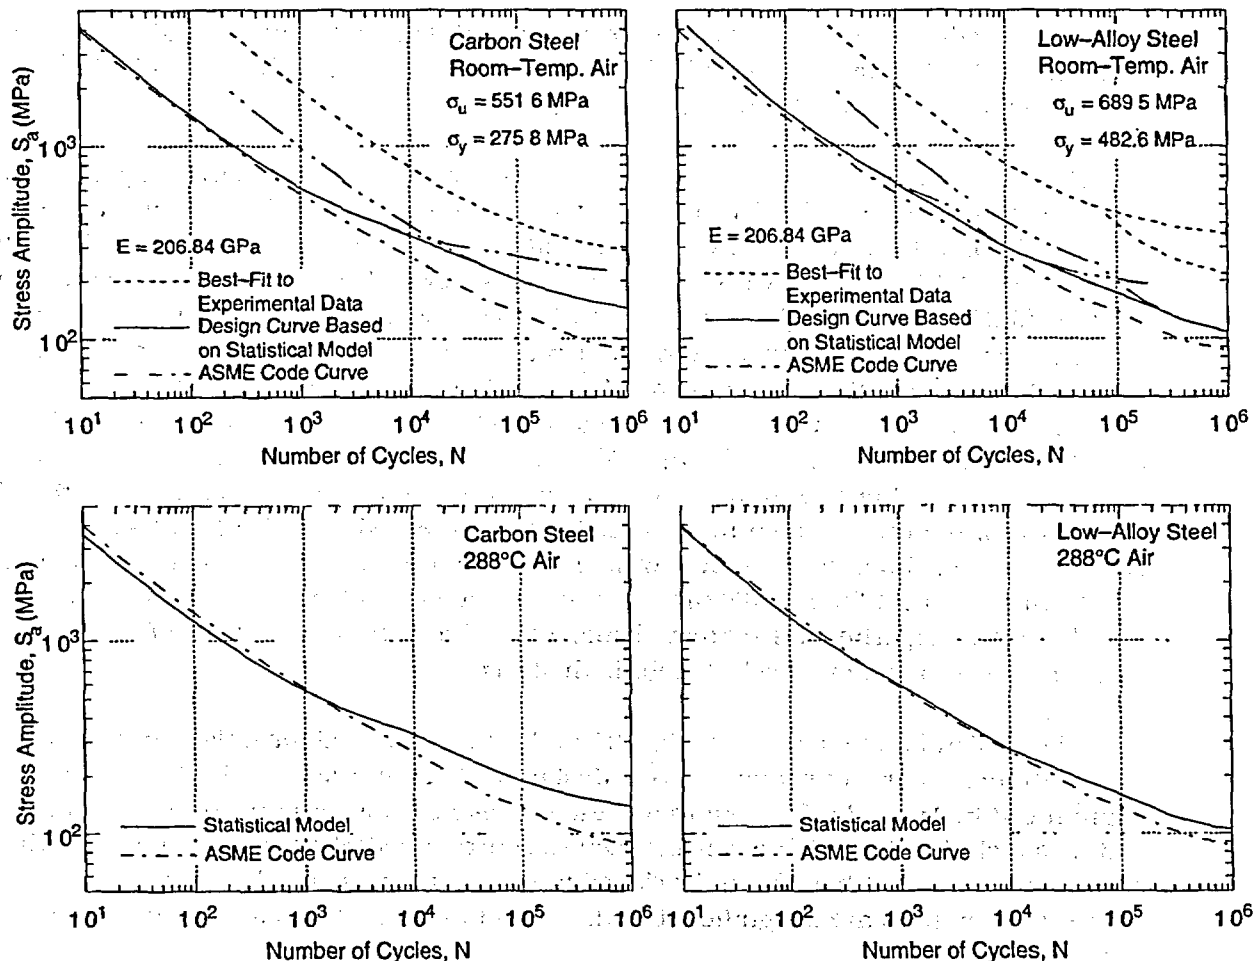 Carbon Steel
Room–Temp. Air
σu = 551 6 MPa
σy = 275 8 MPa
E = 206.84 GPa
Best–Fit to
Experimental Data
Design Curve Based
on Statistical Model
ASME Code Curve
Stress Amplitude, Sa (MPa)
10^3
10^2
10^1 10^2 10^3 10^4 10^5 10^6
Number of Cycles, N
Low–Alloy Steel
Room–Temp. Air
σu = 689 5 MPa
σy = 482.6 MPa
E = 206.84 GPa
Best–Fit to
Experimental Data
Design Curve Based
on Statistical Model
ASME Code Curve
10^1 10^2 10^3 10^4 10^5 10^6
Number of Cycles, N
Carbon Steel
288°C Air
Stress Amplitude, Sa (MPa)
10^3
10^2
Statistical Model
ASME Code Curve
10^1 10^2 10^3 10^4 10^5 10^6
Number of Cycles, N
Low–Alloy Steel
288°C Air
Statistical Model
ASME Code Curve
10^1 10^2 10^3 10^4 10^5 10^6
Number of Cycles, N